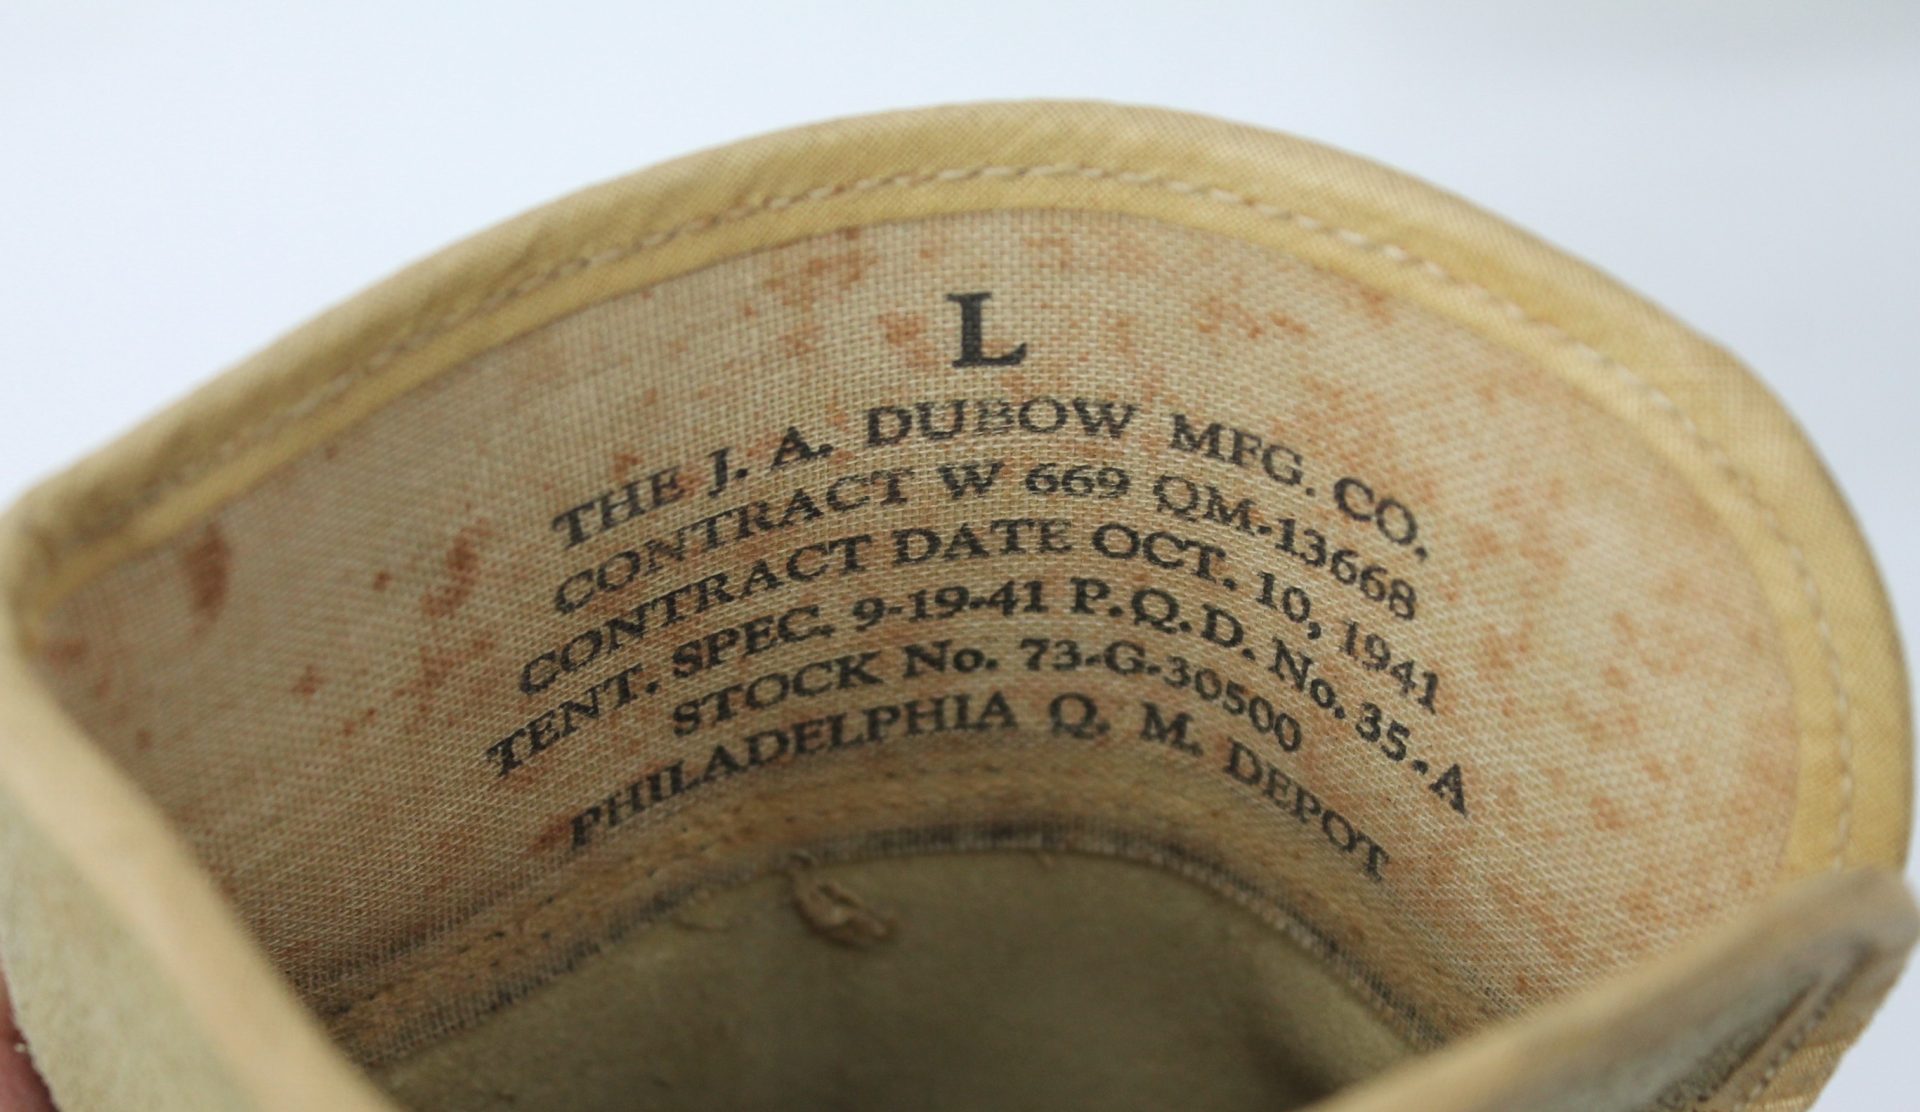 L
THE J. A. DUBOW MFG. CO.
CONTRACT W 669 QM-13668
CONTRACT DATE OCT. 10, 1941
TENT. SPEC. 9-19-41 P.Q.D. No. 35-A
STOCK No. 73-G-30500
PHILADELPHIA Q. M. DEPOT